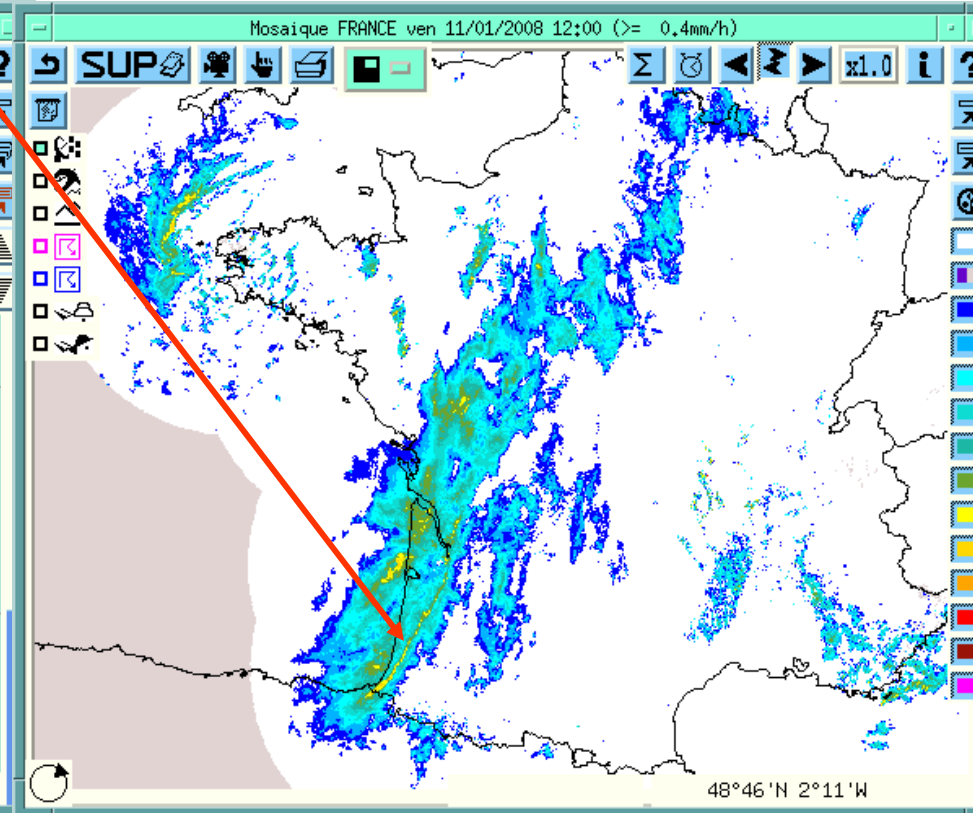 Mosaique FRANCE ven 11/01/2008 12:00 (>=  0.4mm/h)
? SUP Σ x1.0 i ?
48°46'N 2°11'W